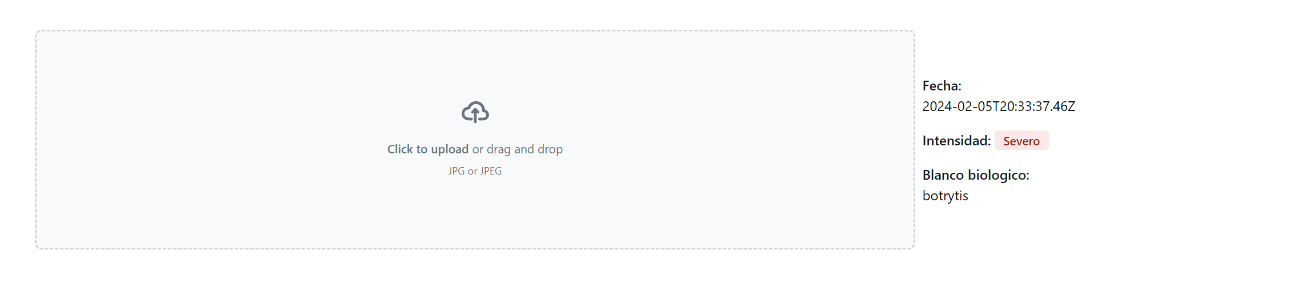 Click to upload or drag and drop
JPG or JPEG
Fecha:
2024-02-05T20:33:37.46Z
Intensidad: Severo
Blanco biologico:
botrytis